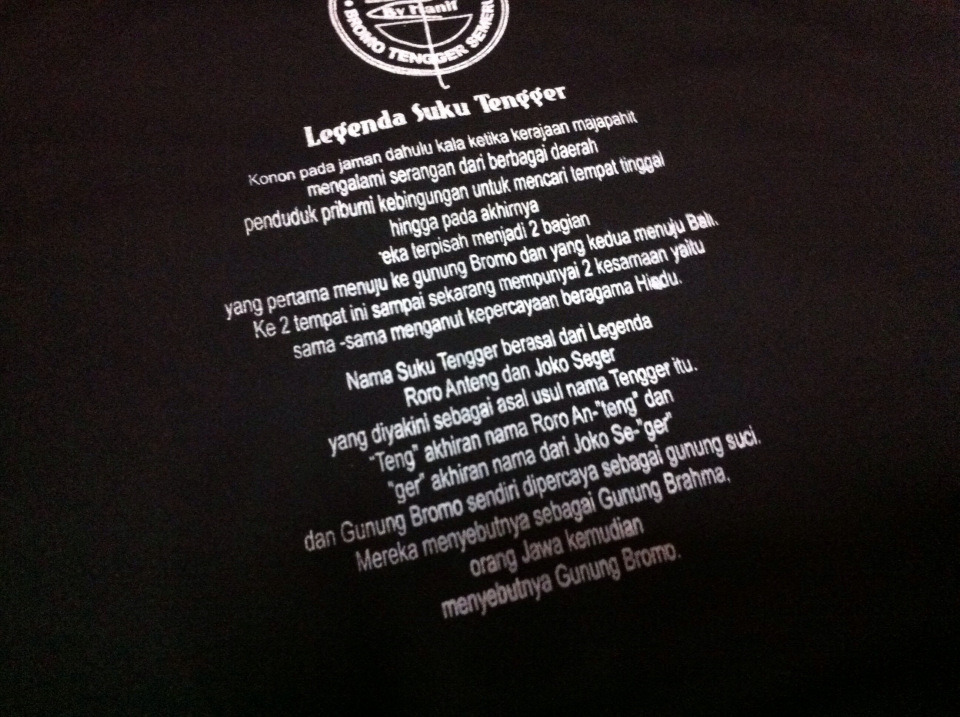 By Hanif
BROMO TENGGER SEMERU
Legenda Suku Tengger
Konon pada jaman dahulu kala ketika kerajaan majapahit
mengalami serangan dari berbagai daerah
penduduk pribumi kebingungan untuk mencari tempat tinggal
hingga pada akhirnya
eka terpisah menjadi 2 bagian
yang pertama menuju ke gunung Bromo dan yang kedua menuju Bali.
Ke 2 tempat ini sampai sekarang mempunyai 2 kesamaan yaitu
sama -sama menganut kepercayaan beragama Hindu.
Nama Suku Tengger berasal dari Legenda
Roro Anteng dan Joko Seger
yang diyakini sebagai asal usul nama Tengger itu.
"Teng" akhiran nama Roro An-"teng" dan
"ger" akhiran nama dari Joko Se-"ger"
dan Gunung Bromo sendiri dipercaya sebagai gunung suci.
Mereka menyebutnya sebagai Gunung Brahma,
orang Jawa kemudian
menyebutnya Gunung Bromo.